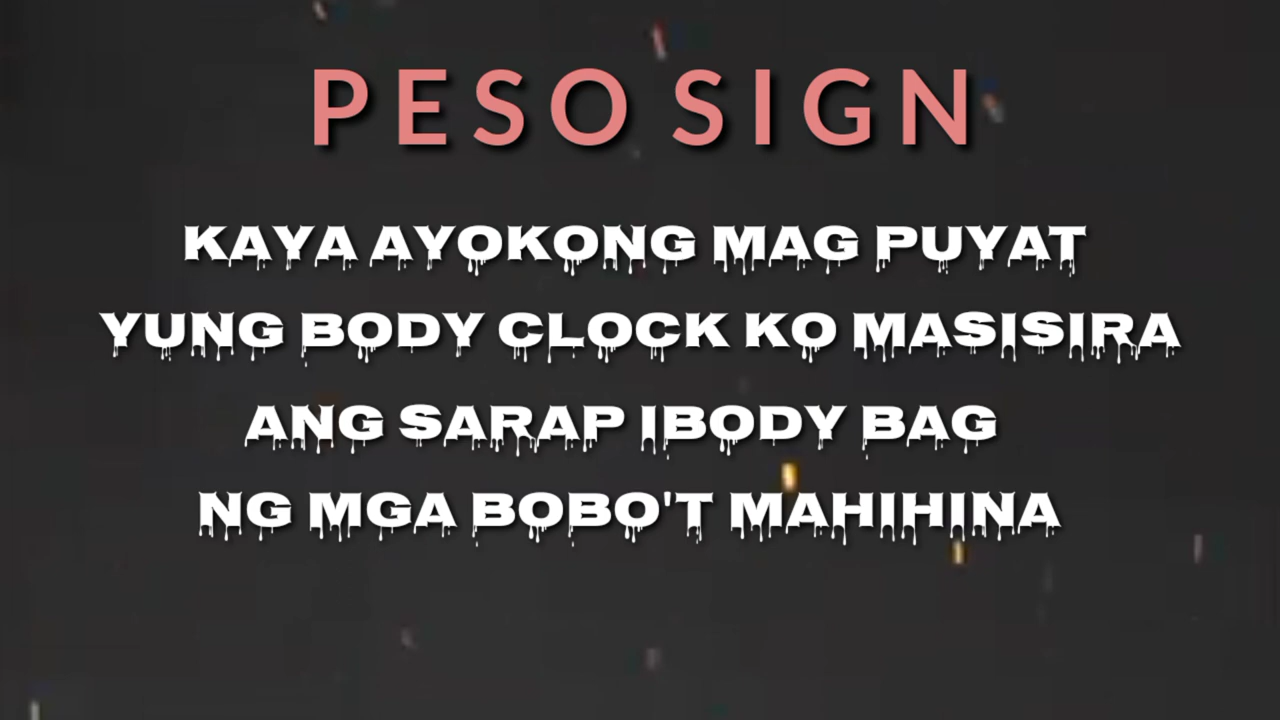 PESO SIGN
KAYA AYOKONG MAG PUYAT
YUNG BODY CLOCK KO MASISIRA
ANG SARAP IBODY BAG
NG MGA BOBO'T MAHIHINA